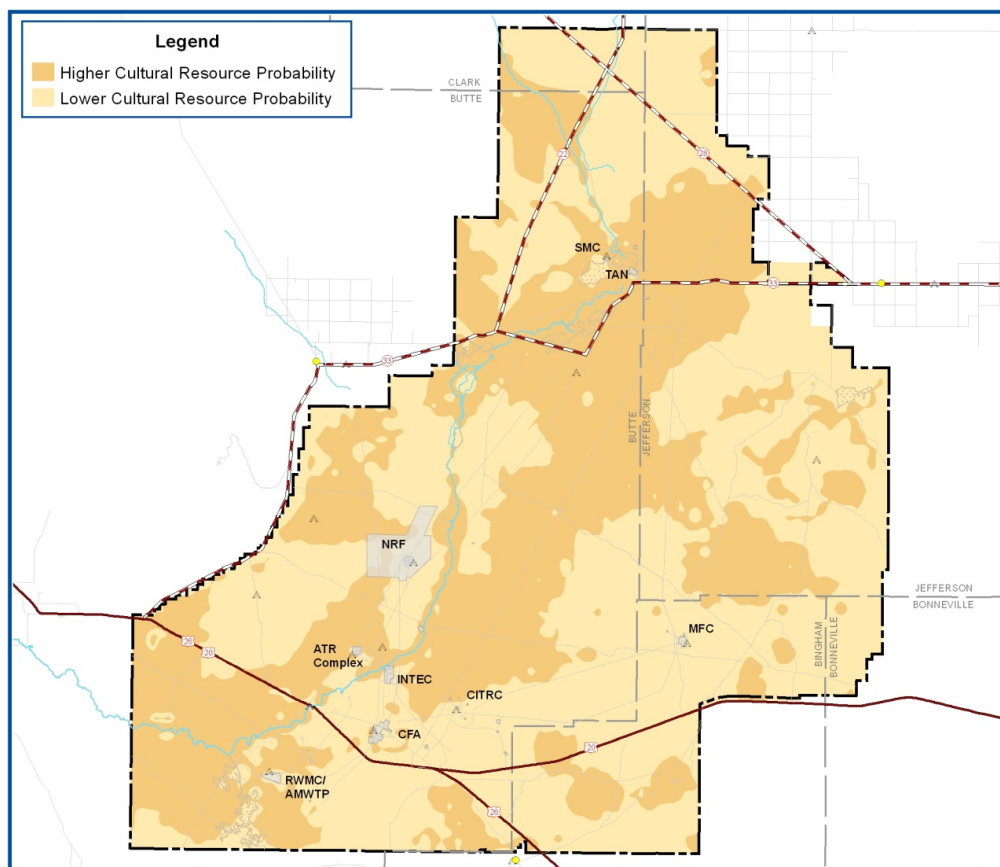 Legend
Higher Cultural Resource Probability
Lower Cultural Resource Probability
CLARK
BUTTE
22
28
SMC
TAN
33
33
BUTTE
JEFFERSON
NRF
JEFFERSON
BONNEVILLE
BINGHAM
BONNEVILLE
MFC
26
20
ATR
Complex
INTEC
CITRC
CFA
20
RWMC/
AMWTP
26